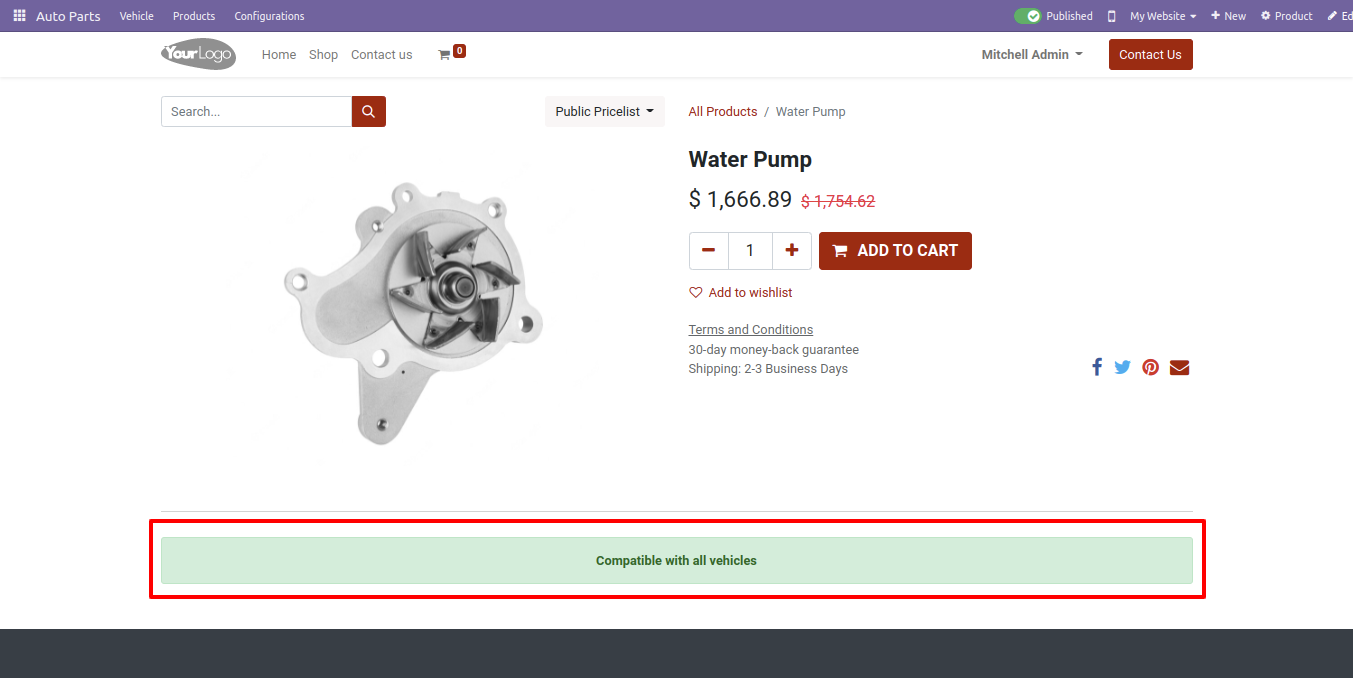 Auto Parts Vehicle Products Configurations Published My Website New Product Ed
YourLogo Home Shop Contact us 0 Mitchell Admin Contact Us
Search... Public Pricelist All Products / Water Pump
Water Pump
$ 1,666.89 $ 1,754.62
1 ADD TO CART
Add to wishlist
Terms and Conditions
30-day money-back guarantee
Shipping: 2-3 Business Days
Compatible with all vehicles